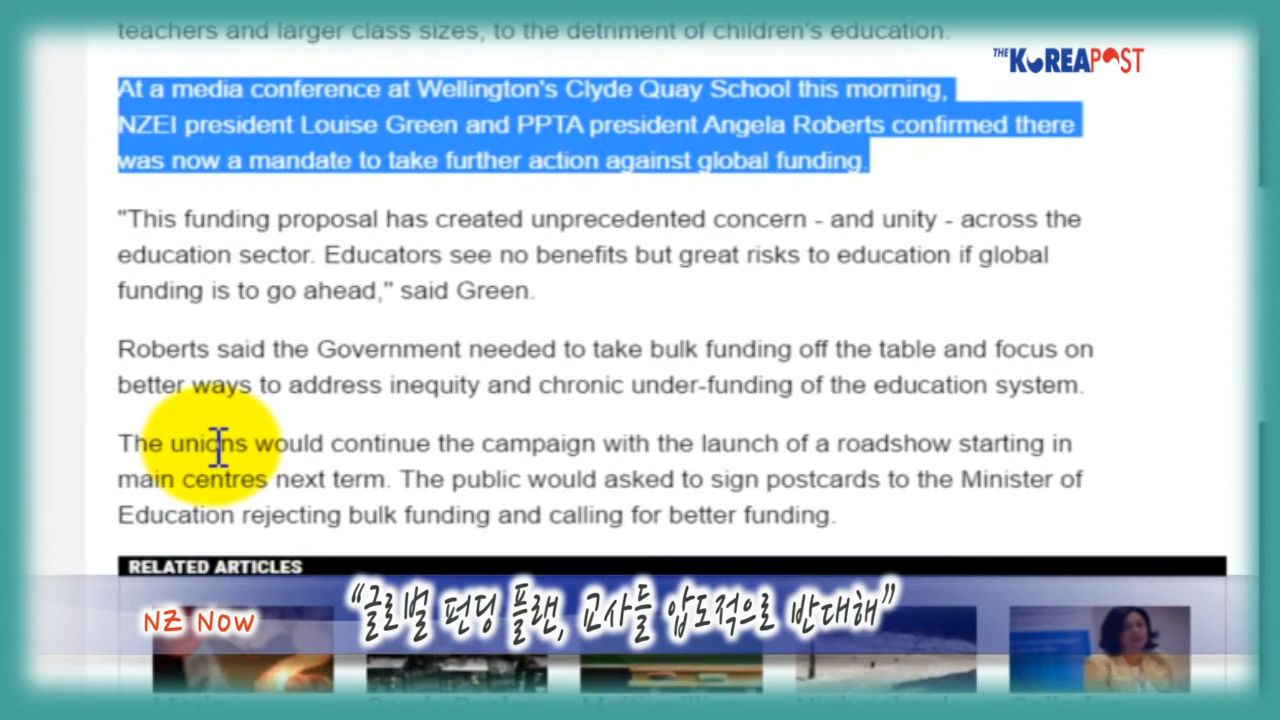 teachers and larger class sizes, to the detriment of children's education.
THE KOREAPOST
At a media conference at Wellington's Clyde Quay School this morning,
NZEI president Louise Green and PPTA president Angela Roberts confirmed there
was now a mandate to take further action against global funding.
"This funding proposal has created unprecedented concern - and unity - across the
education sector. Educators see no benefits but great risks to education if global
funding is to go ahead," said Green.
Roberts said the Government needed to take bulk funding off the table and focus on
better ways to address inequity and chronic under-funding of the education system.
The unions would continue the campaign with the launch of a roadshow starting in
main centres next term. The public would asked to sign postcards to the Minister of
Education rejecting bulk funding and calling for better funding.
RELATED ARTICLES
NZ NOW
“글로벌 펀딩 플랜, 교사들 압도적으로 반대해”